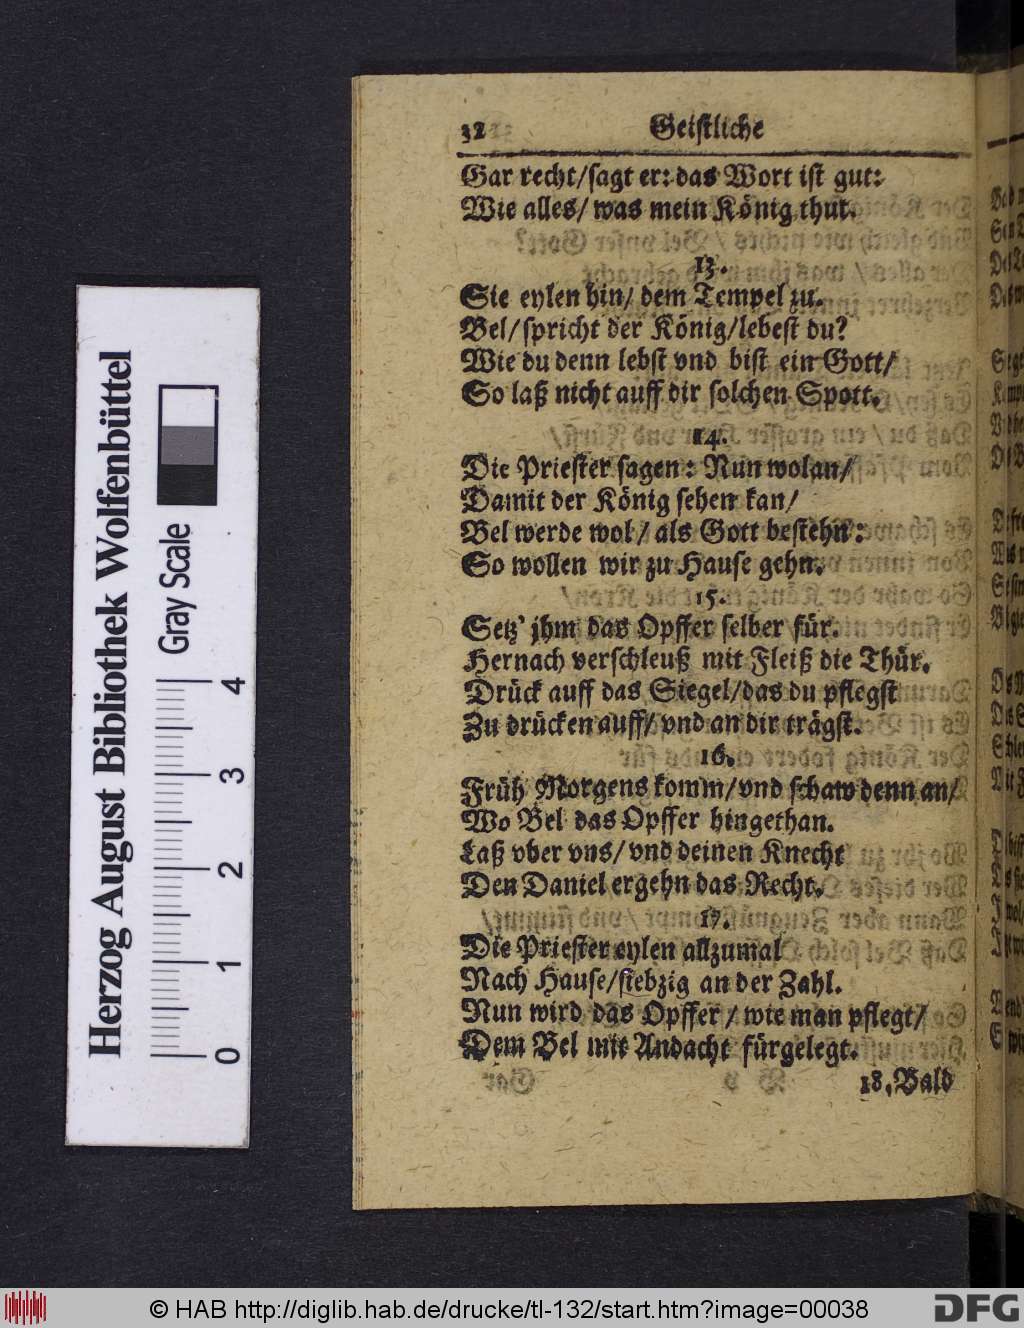 32 Geistliche
Gar recht/sagt er: das Wort ist gut:
Wie alles/ was mein König thut.
13.
Sie eylen hin/ dem Tempel zu.
Bel/spricht der König/lebest du?
Wie du denn lebst vnd bist ein Gott/
So laß nicht auff dir solchen Spott.
14.
Die Priester sagen: Nun wolan/
Damit der König sehen kan/
Bel werde wol/ als Gott bestehn:
So wollen wir zu Hause gehn.
15.
Setz' jhm das Opffer selber für.
Hernach verschleuß mit Fleiß die Thür.
Drück auff das Siegel/das du pflegst
Zu drücken auff/ vnd an dir trägst.
16.
Früh Morgens komm/vnd schaw denn an/
Wo Bel das Opffer hingethan.
Laß vber vns/ vnd deinen Knecht
Den Daniel ergehn das Recht.
17.
Die Priester eylen allzumal
Nach Hause/siebzig an der Zahl.
Nun wird das Opffer/ wie man pflegt/
Dem Bel mit Andacht fürgelegt.
18. Bald
Herzog August Bibliothek Wolfenbüttel
Gray Scale
0 1 2 3 4
© HAB http://diglib.hab.de/drucke/tl-132/start.htm?image=00038
DFG